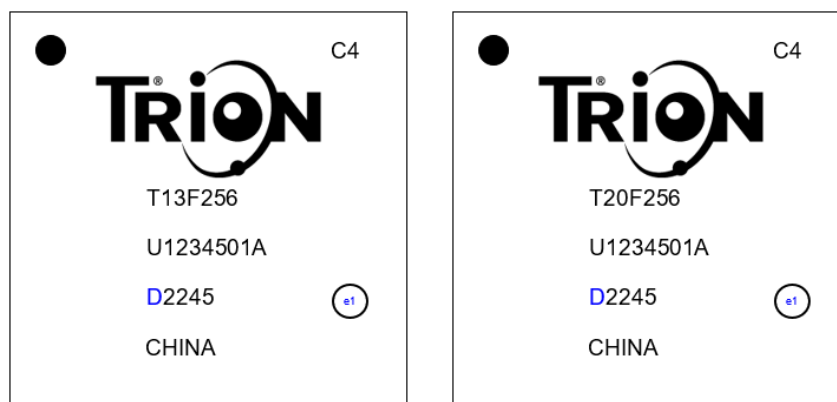 C4
TRION®
T13F256
U1234501A
D2245
e1
CHINA
C4
TRION®
T20F256
U1234501A
D2245
e1
CHINA